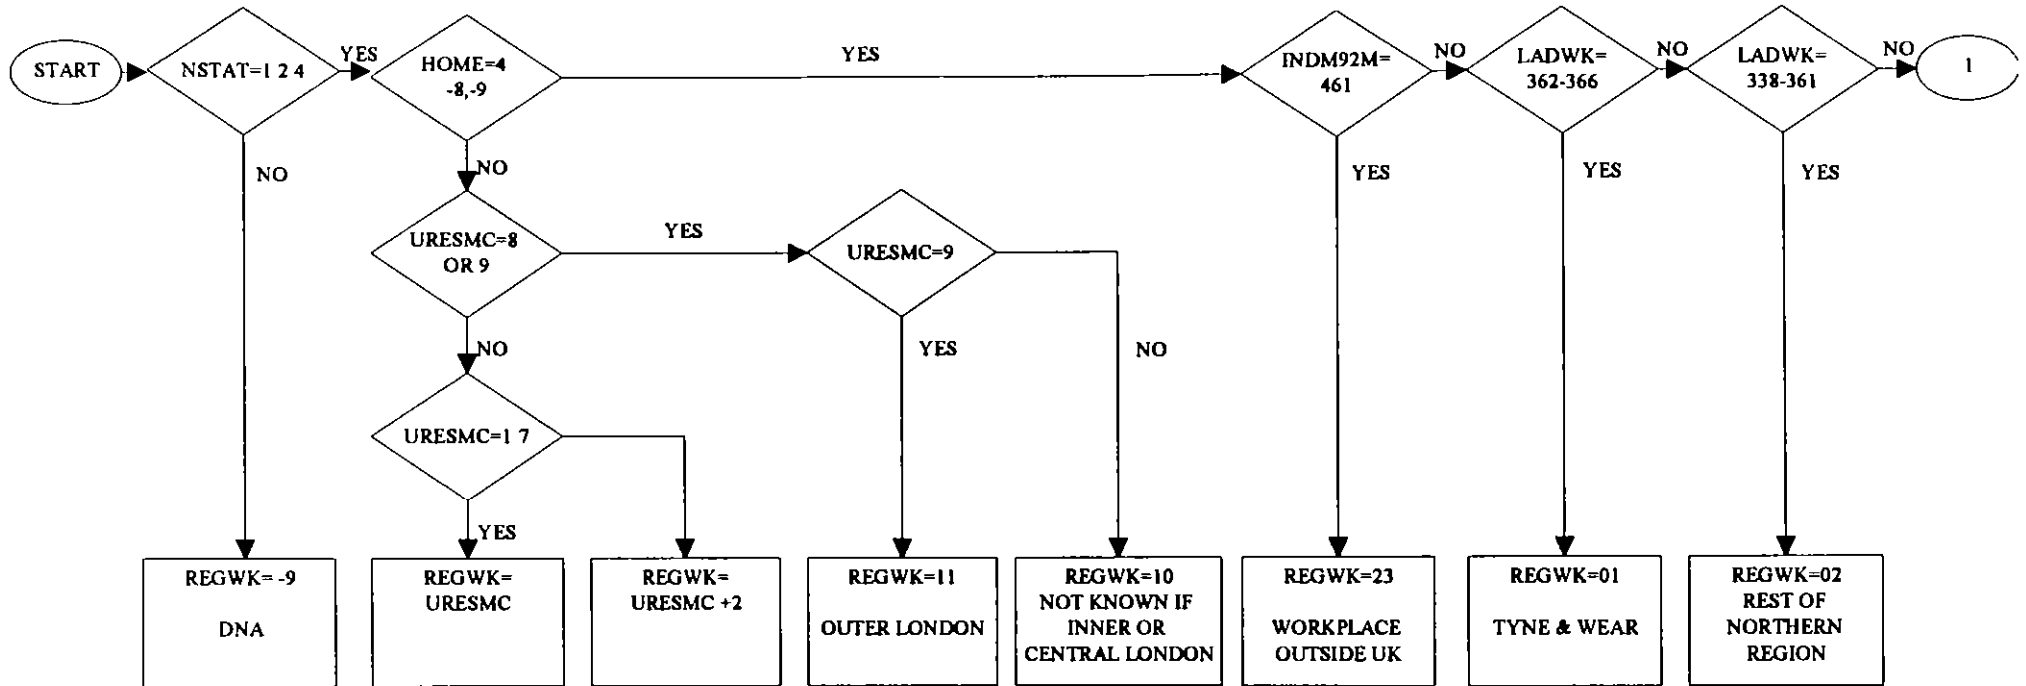 START
NSTAT=1 2 4
YES
HOME=4
-8,-9
YES
INDM92M=
461
NO
LADWK=
362-366
NO
LADWK=
338-361
NO
1
NO
NO
YES
YES
YES
URESMC=8
OR 9
YES
URESMC=9
NO
YES
NO
URESMC=1 7
YES
REGWK= -9
DNA
REGWK=
URESMC
REGWK=
URESMC +2
REGWK=11
OUTER LONDON
REGWK=10
NOT KNOWN IF
INNER OR
CENTRAL LONDON
REGWK=23
WORKPLACE
OUTSIDE UK
REGWK=01
TYNE & WEAR
REGWK=02
REST OF
NORTHERN
REGION